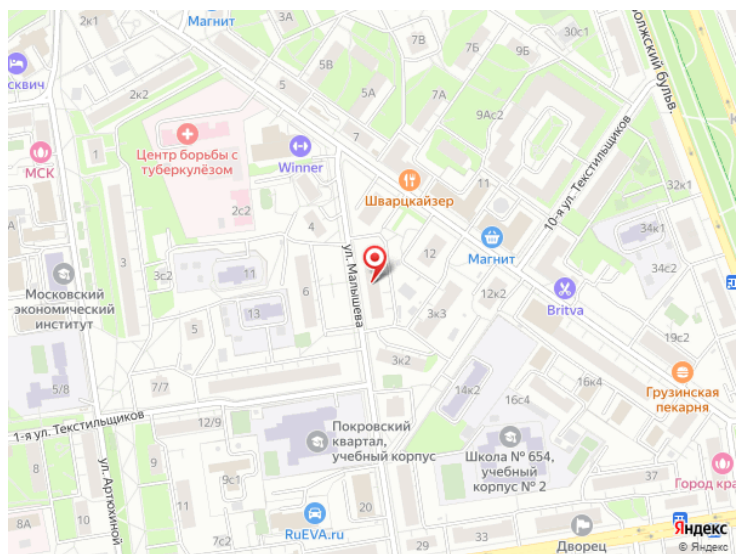 2к1
3А
Магнит
7В
7Б
9Б
30с1
ВОЛЖСКИЙ бульв.
сквич
5В
5
2к2
5А
7А
9Ас2
7
МСК
1
Центр борьбы с
туберкулёзом
Winner
Шварцкайзер
11
10-я ул. Текстильщиков
32к1
2с2
4
34к1
ул. Малышева
Магнит
12
3
3с2
11
34с2
Московский
экономический
институт
6
12к2
Britva
13
5
3к3
19с2
3к2
5/8
7/7
14к2
16к4
16с4
Грузинская
пекарня
1-я ул. Текстильщиков
12/9
Покровский
квартал,
учебный корпус
Школа № 654,
учебный
корпус № 2
ул. Артюхиной
9
9с1
37
Город кра
11
8А
10
7с2
RuEVA.ru
20
29
33
Дворец
Яндекс
© Яндекс